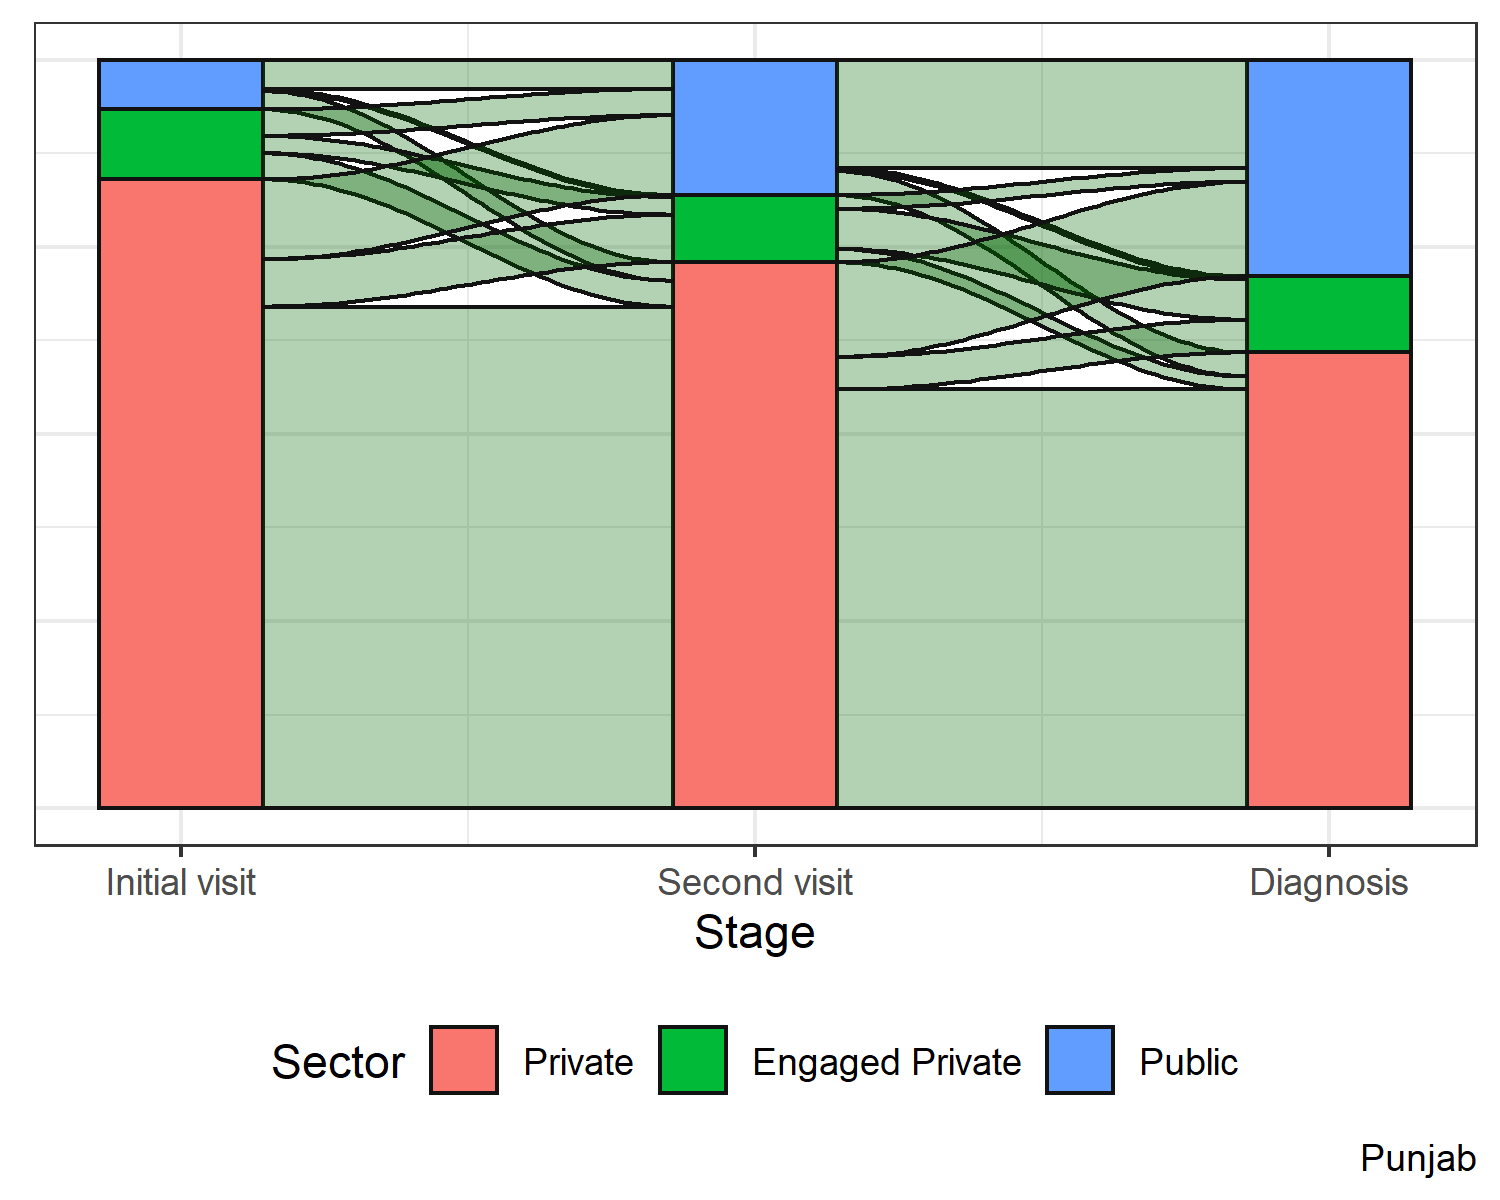 Initial visit Second visit Diagnosis
Stage
Sector Private Engaged Private Public
Punjab